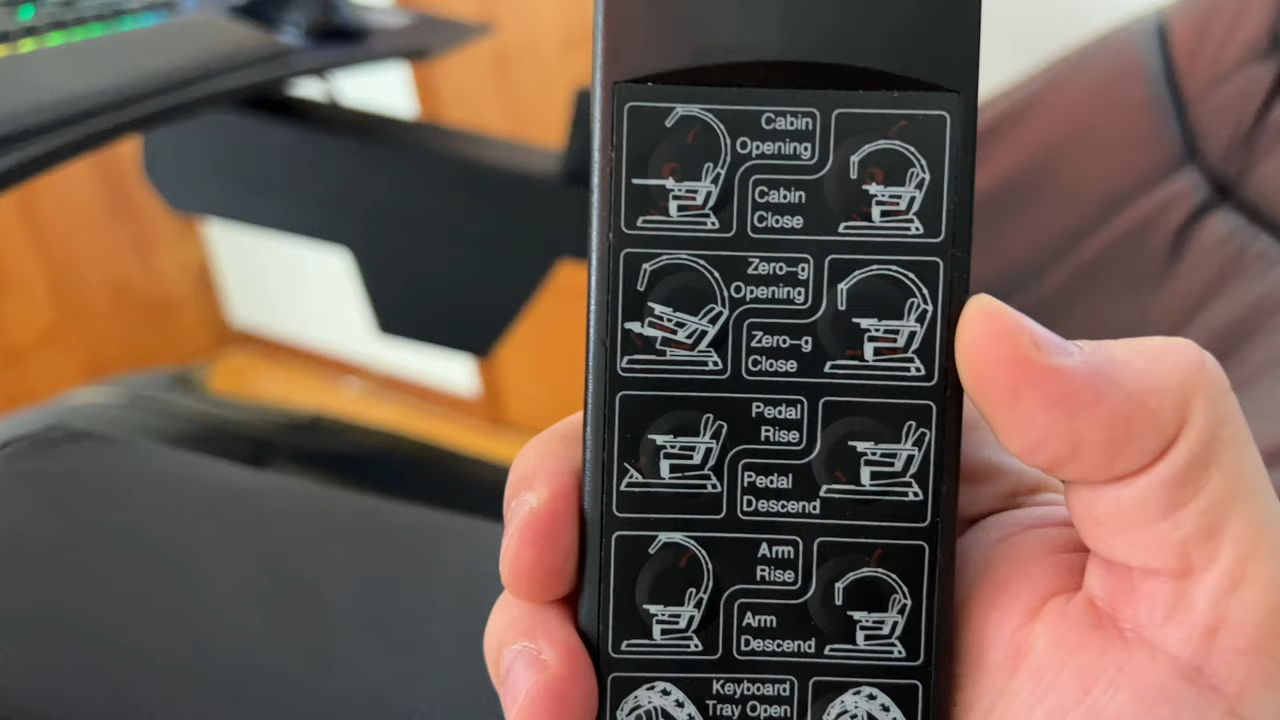 Cabin
Opening
Cabin
Close
Zero-g
Opening
Zero-g
Close
Pedal
Rise
Pedal
Descend
Arm
Rise
Arm
Descend
Keyboard
Tray Open